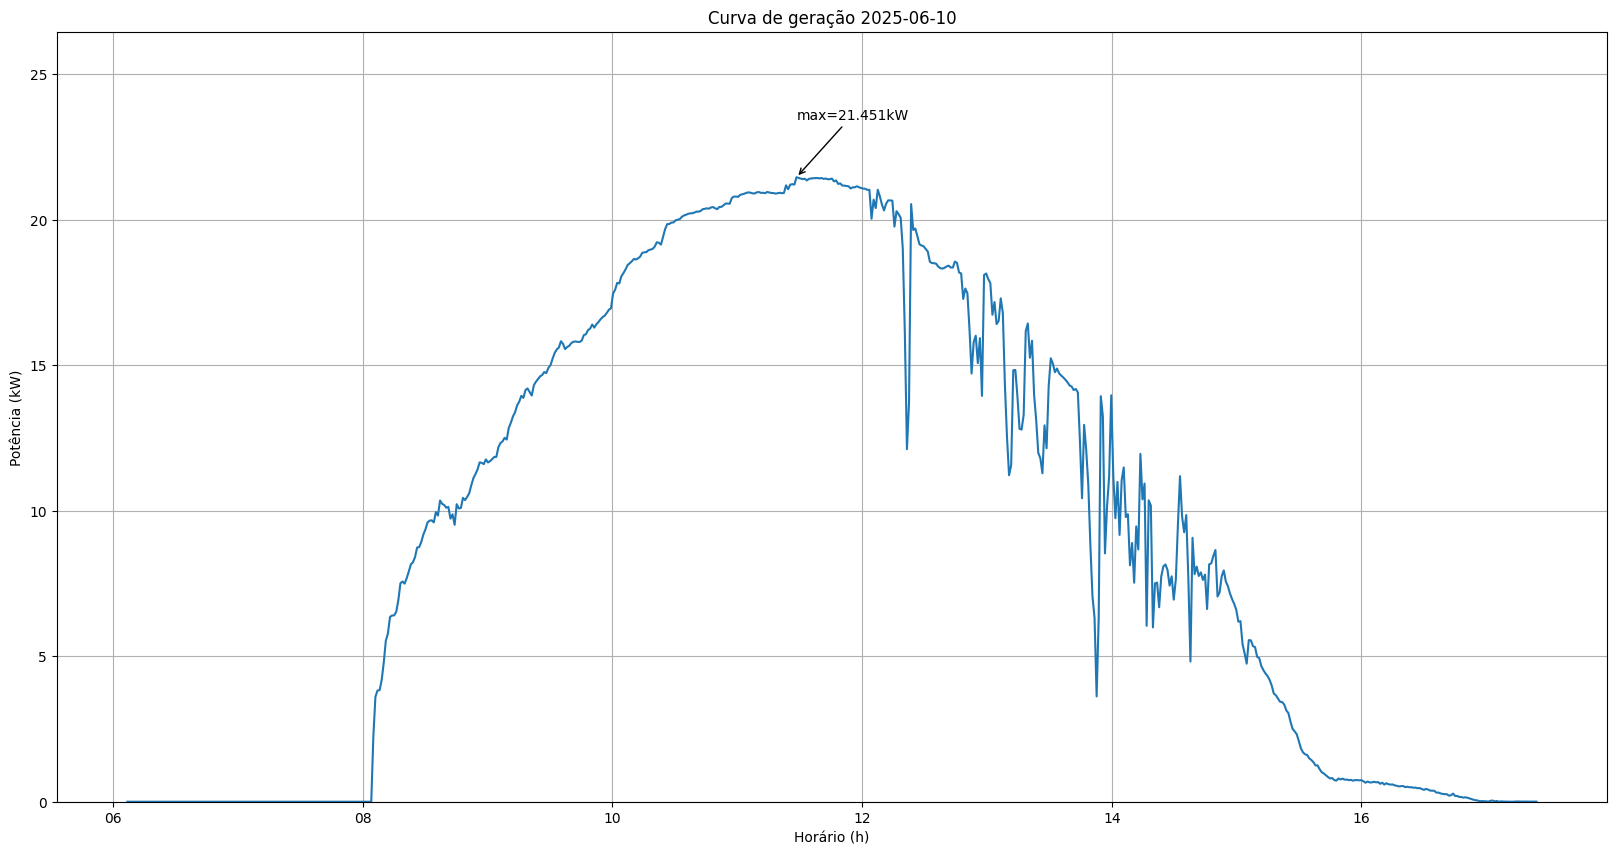 Curva de geração 2025-06-10
25
20
15
10
5
0
Potência (kW)
max=21.451kW
06 08 10 12 14 16
Horário (h)